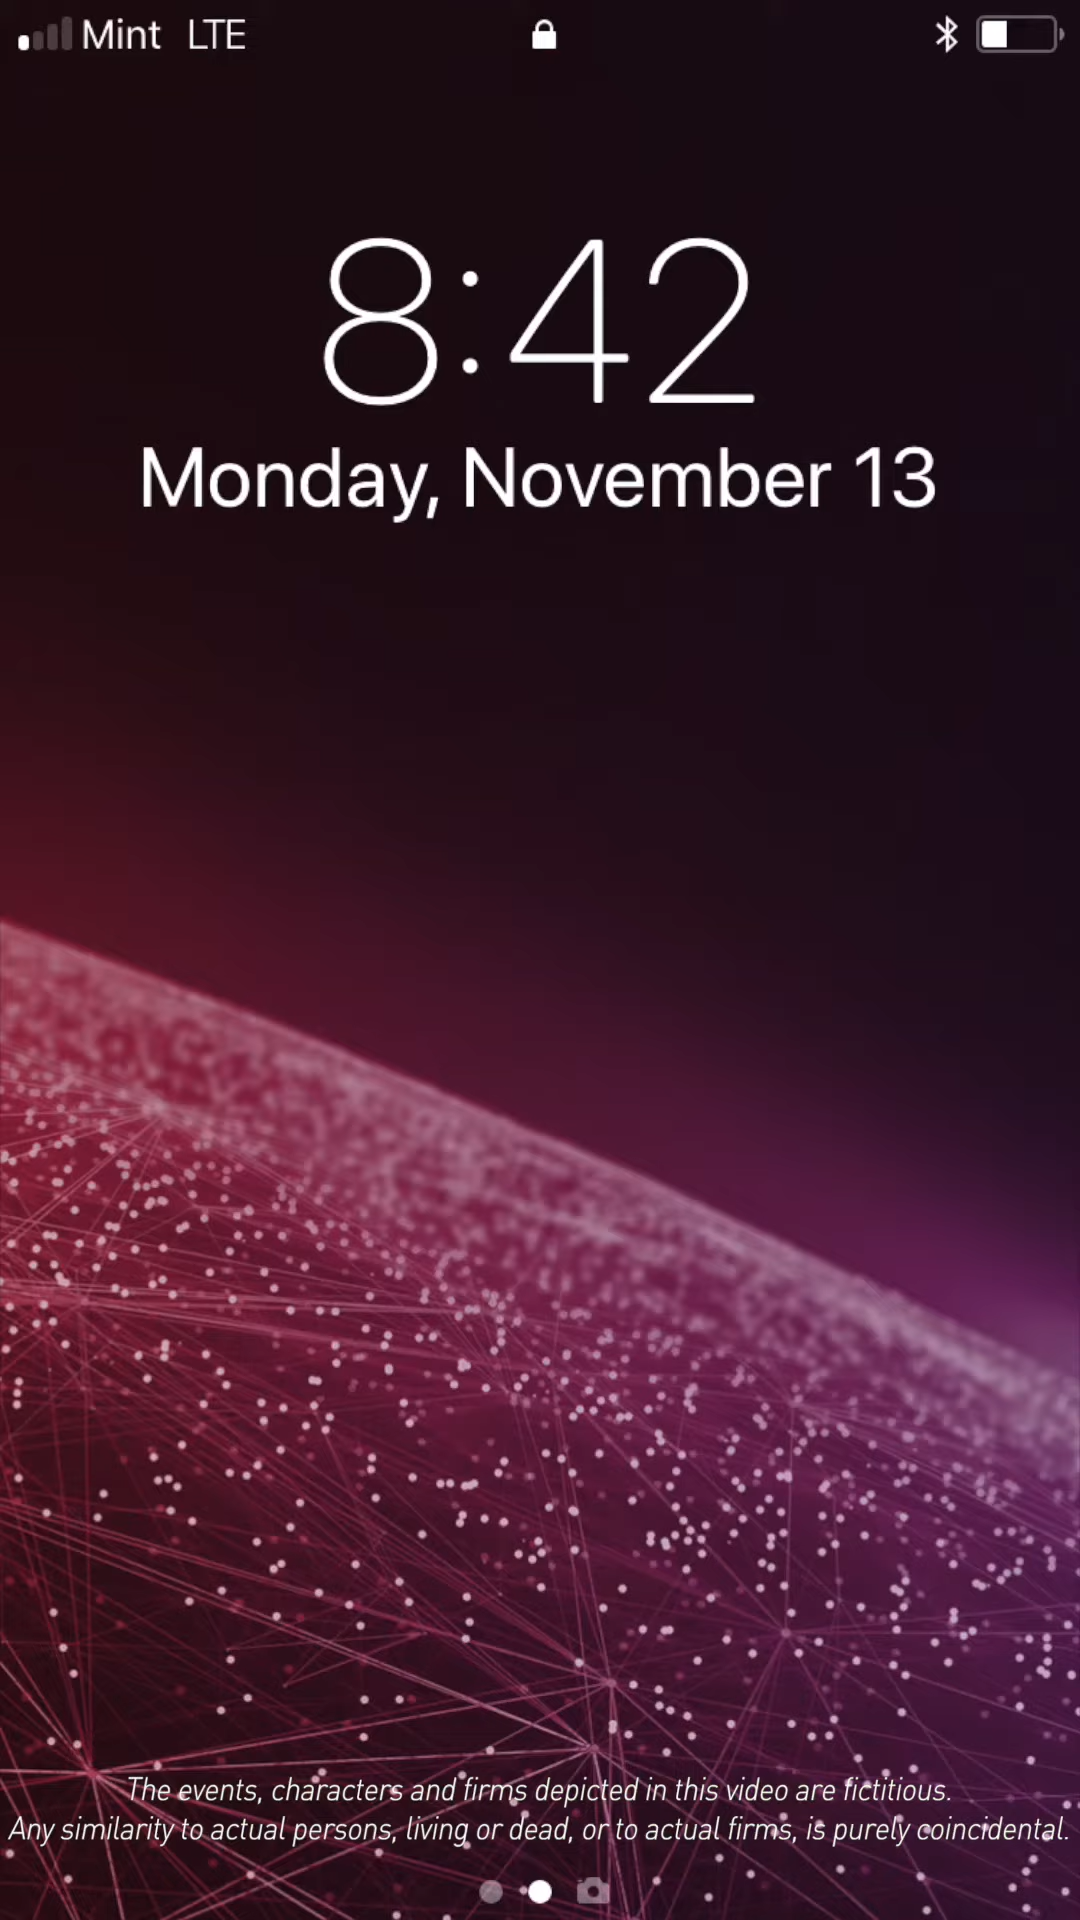 Mint LTE
8:42
Monday, November 13
The events, characters and firms depicted in this video are fictitious.
Any similarity to actual persons, living or dead, or to actual firms, is purely coincidental.